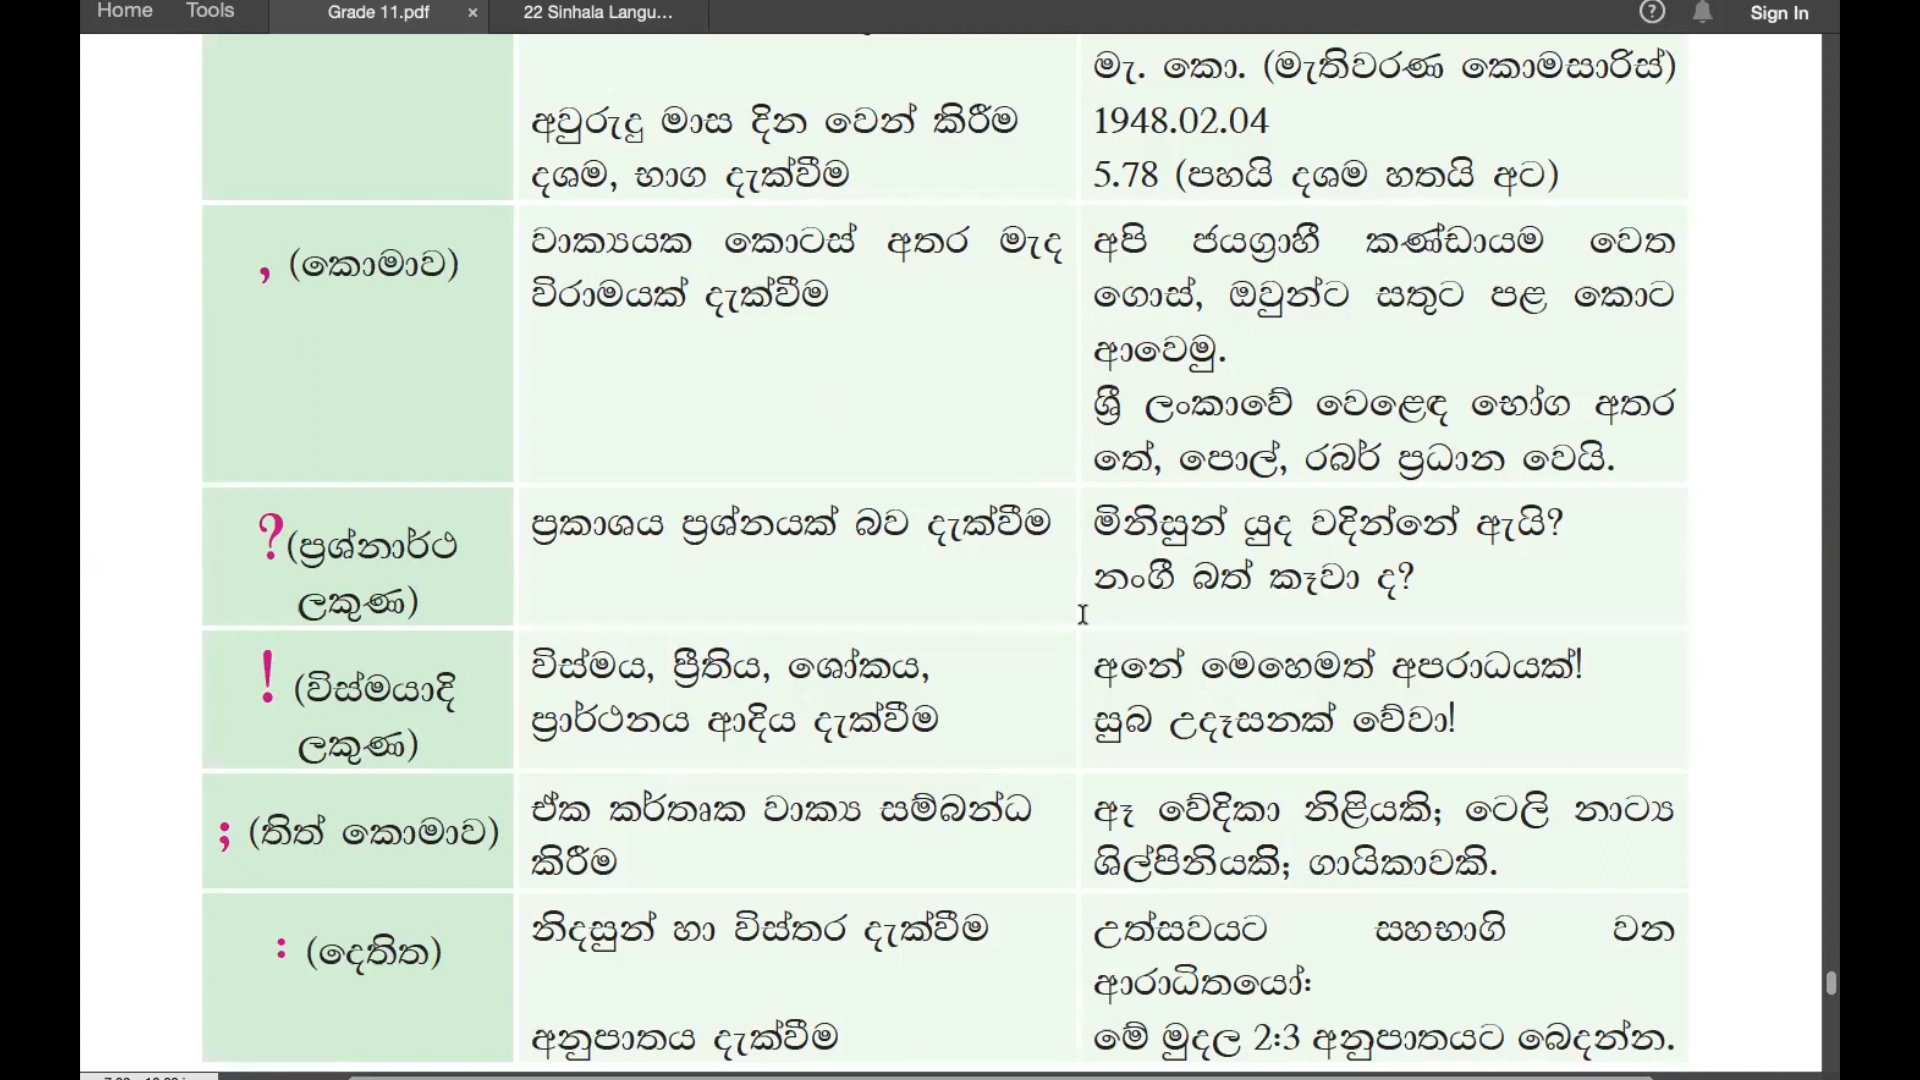 Home Tools Grade 11.pdf × 22 Sinhala Langu... ? Sign In
මැ. කො. (මැතිවරණ කොමසාරිස්)
අවුරුදු මාස දින වෙන් කිරීම 1948.02.04
දශම, භාග දැක්වීම 5.78 (පහයි දශම හතයි අට)
, (කොමාව)
වාක්‍යයක කොටස් අතර මැද
විරාමයක් දැක්වීම
අපි ජයග්‍රාහී කණ්ඩායම වෙත
ගොස්, ඔවුන්ට සතුට පළ කොට
ආවෙමු.
ශ්‍රී ලංකාවේ වෙළෙඳ භෝග අතර
තේ, පොල්, රබර් ප්‍රධාන වෙයි.
? (ප්‍රශ්නාර්ථ
ලකුණ)
ප්‍රකාශය ප්‍රශ්නයක් බව දැක්වීම
මිනිසුන් යුද වදින්නේ ඇයි?
නංගී බත් කෑවා ද?
! (විස්මයාදි
ලකුණ)
විස්මය, ප්‍රීතිය, ශෝකය,
ප්‍රාර්ථනය ආදිය දැක්වීම
අනේ මෙහෙමත් අපරාධයක්!
සුබ උදෑසනක් වේවා!
; (තිත් කොමාව)
ඒක කර්තෘක වාක්‍ය සම්බන්ධ
කිරීම
ඈ වේදිකා නිළියකි; ටෙලි නාට්‍ය
ශිල්පිනියකි; ගායිකාවකි.
: (දෙතිත)
නිදසුන් හා විස්තර දැක්වීම
අනුපාතය දැක්වීම
උත්සවයට සහභාගි වන
ආරාධිතයෝ:
මේ මුදල 2:3 අනුපාතයට බෙදන්න.